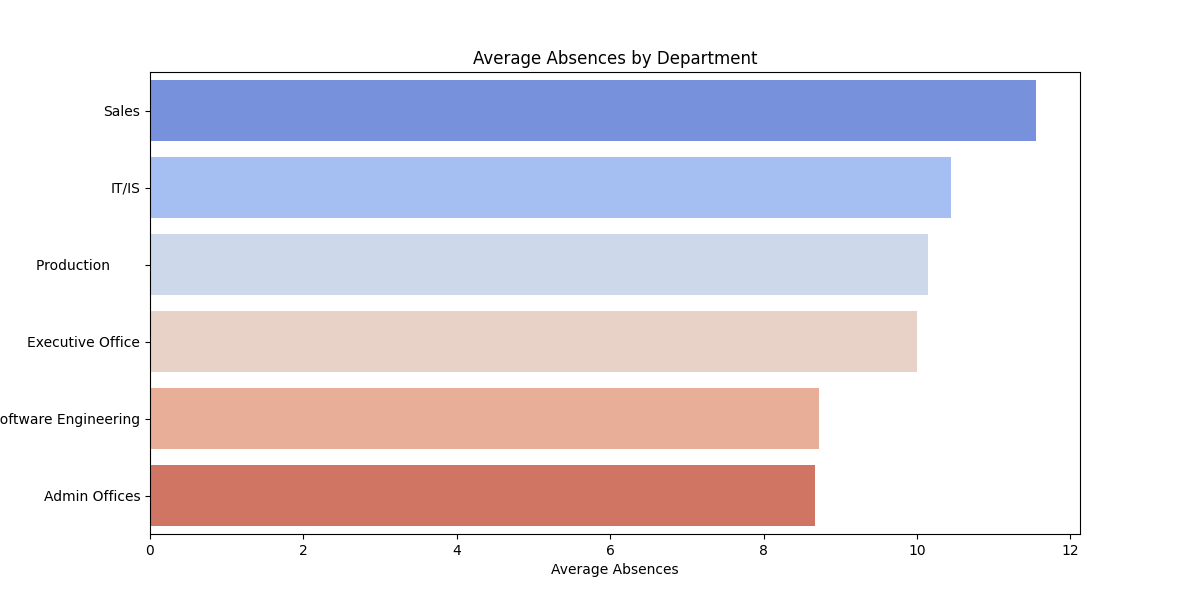 Average Absences by Department
Sales
IT/IS
Production
Executive Office
oftware Engineering
Admin Offices
0 2 4 6 8 10 12
Average Absences